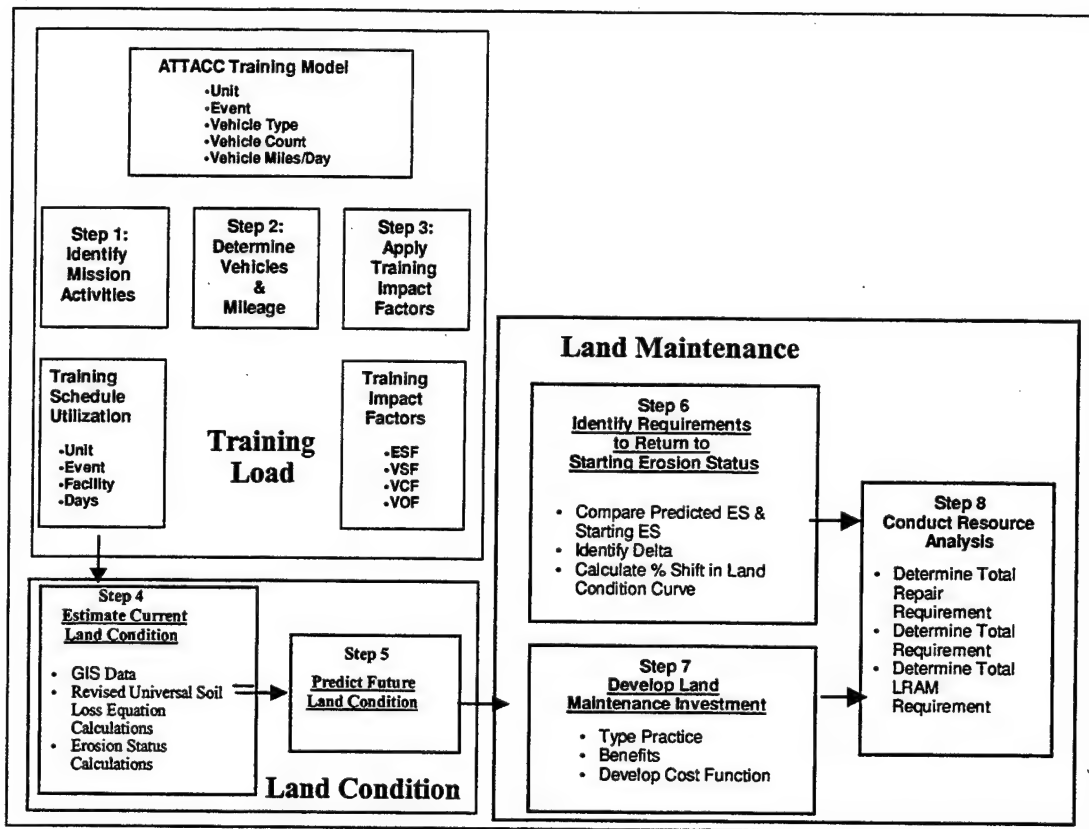 ATTACC Training Model
•Unit
•Event
•Vehicle Type
•Vehicle Count
•Vehicle Miles/Day
Step 1:
Identify
Mission
Activities
Step 2:
Determine
Vehicles
&
Mileage
Step 3:
Apply
Training
Impact
Factors
Training
Schedule
Utilization
•Unit
•Event
•Facility
•Days
Training
Load
Training
Impact
Factors
•ESF
•VSF
•VCF
•VOF
Step 4
Estimate Current
Land Condition
• GIS Data
• Revised Universal Soil
Loss Equation
Calculations
• Erosion Status
Calculations
Step 5
Predict Future
Land Condition
Land Condition
Land Maintenance
Step 6
Identify Requirements
to Return to
Starting Erosion Status
• Compare Predicted ES &
Starting ES
• Identify Delta
• Calculate % Shift in Land
Condition Curve
Step 7
Develop Land
Maintenance Investment
• Type Practice
• Benefits
• Develop Cost Function
Step 8
Conduct Resource
Analysis
• Determine Total
Repair
Requirement
• Determine Total
Requirement
• Determine Total
LRAM
Requirement